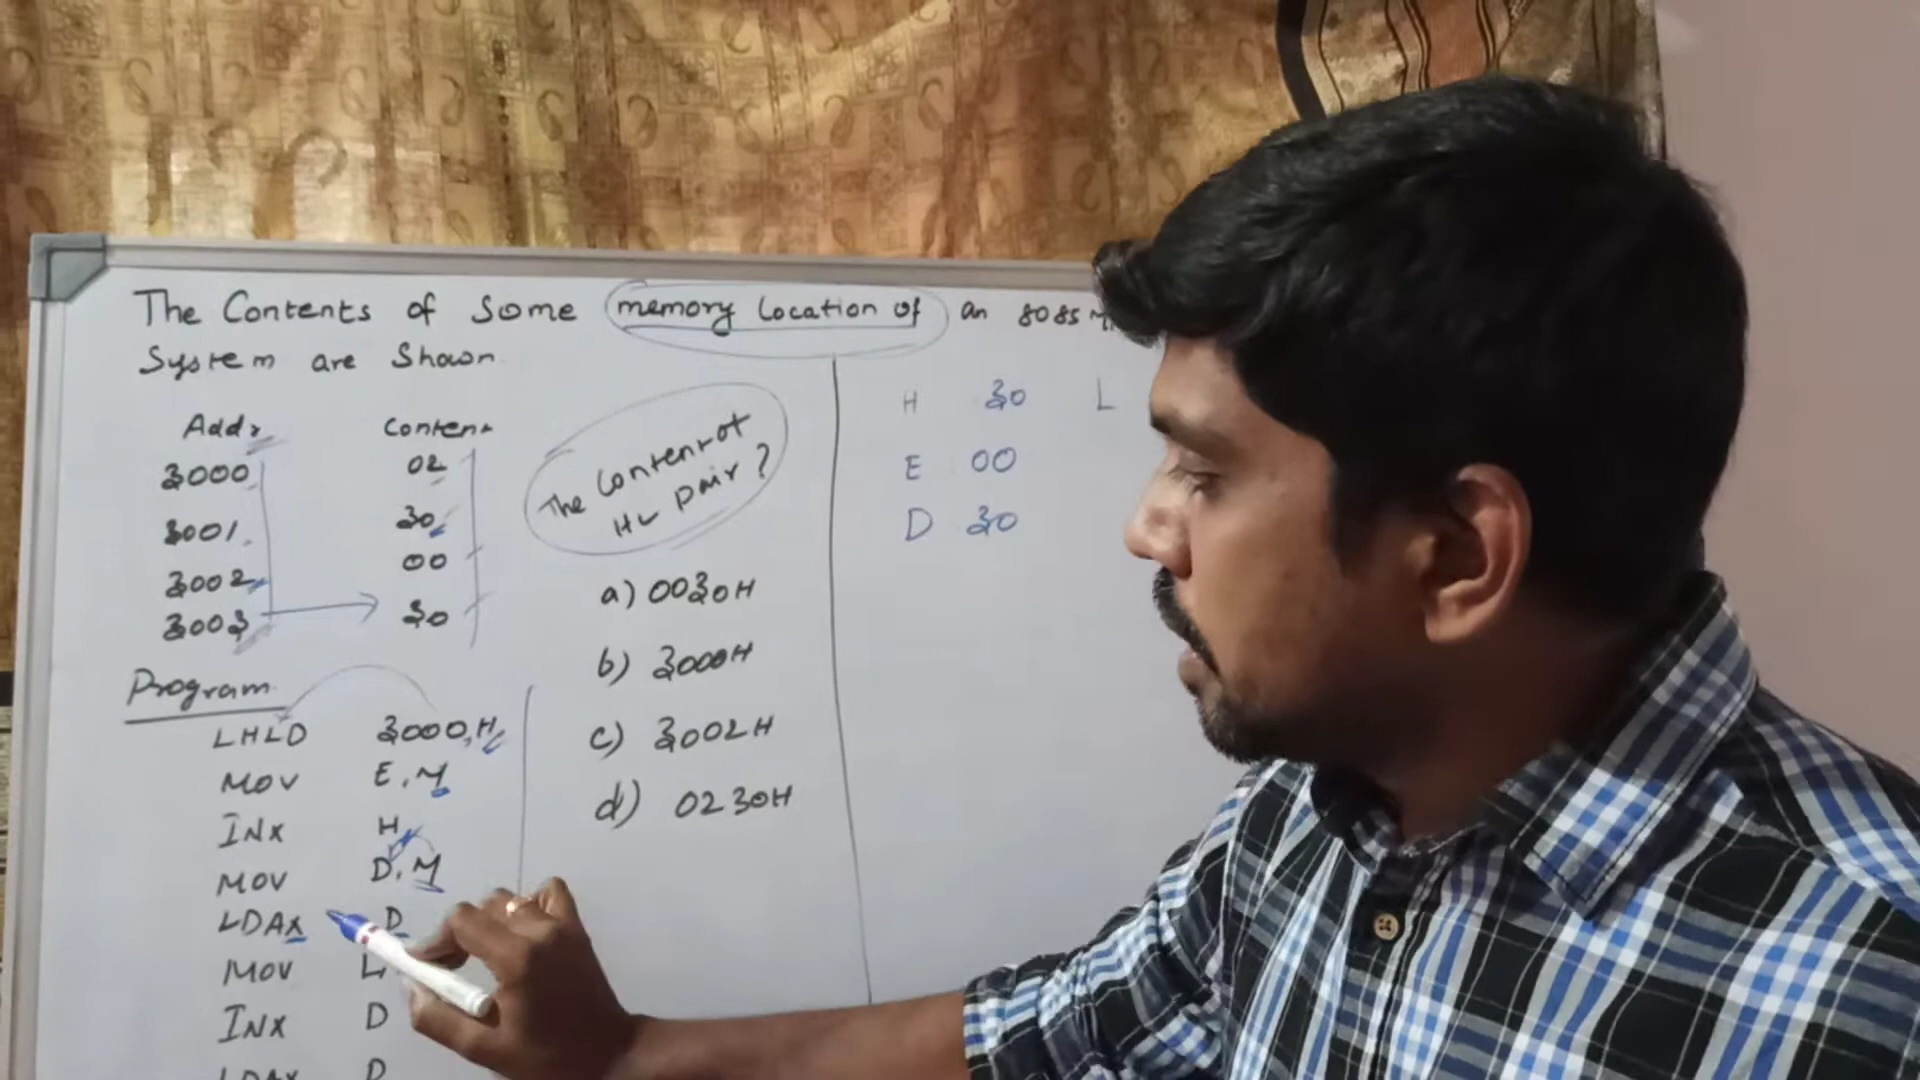 The Contents of Some memory Location of an 8085
System are Shown
Addr Content
3000 02
3001 30
3002 00
3003 30
The Content of
HL pair ?
a) 0030H
b) 3000H
c) 3002H
d) 0230H
Program
LHLD 3000,H
MOV E,M
INX H
MOV D,M
LDAX D
MOV L
INX D
LDAX D
H 30 L
E 00
D 30